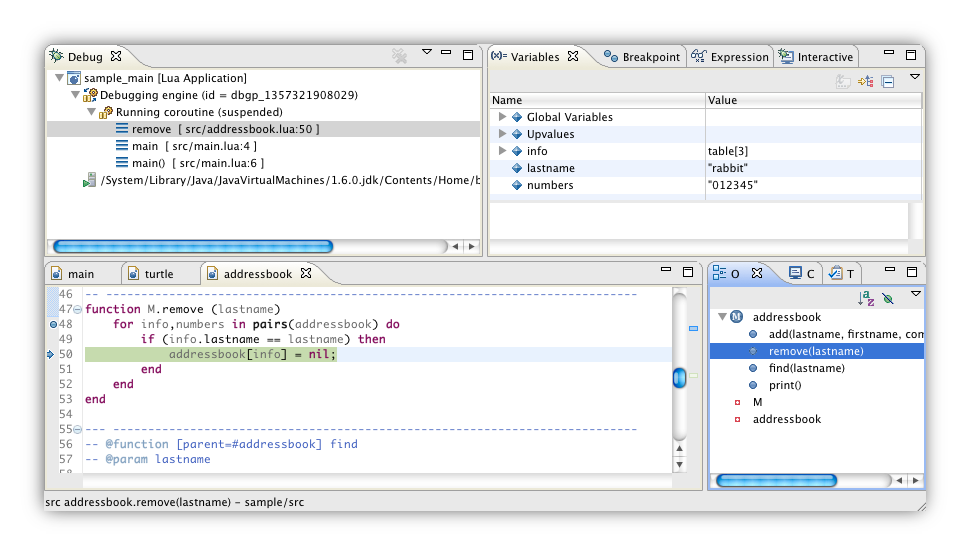 Debug
sample_main [Lua Application]
Debugging engine (id = dbgp_1357321908029)
Running coroutine (suspended)
remove [ src/addressbook.lua:50 ]
main [ src/main.lua:4 ]
main() [ src/main.lua:6 ]
/System/Library/Java/JavaVirtualMachines/1.6.0.jdk/Contents/Home/b
(x)= Variables Breakpoint Expression Interactive
Name Value
Global Variables
Upvalues
info table[3]
lastname "rabbit"
numbers "012345"
main turtle addressbook
46 -- ---------------------------------------------------------------------------
47 function M.remove (lastname)
48 for info,numbers in pairs(addressbook) do
49 if (info.lastname == lastname) then
50 addressbook[info] = nil;
51 end
52 end
53 end
54
55 --- ---------------------------------------------------------------------------
56 -- @function [parent=#addressbook] find
57 -- @param lastname
58
O C T
addressbook
add(lastname, firstname, com
remove(lastname)
find(lastname)
print()
M
addressbook
src addressbook.remove(lastname) – sample/src